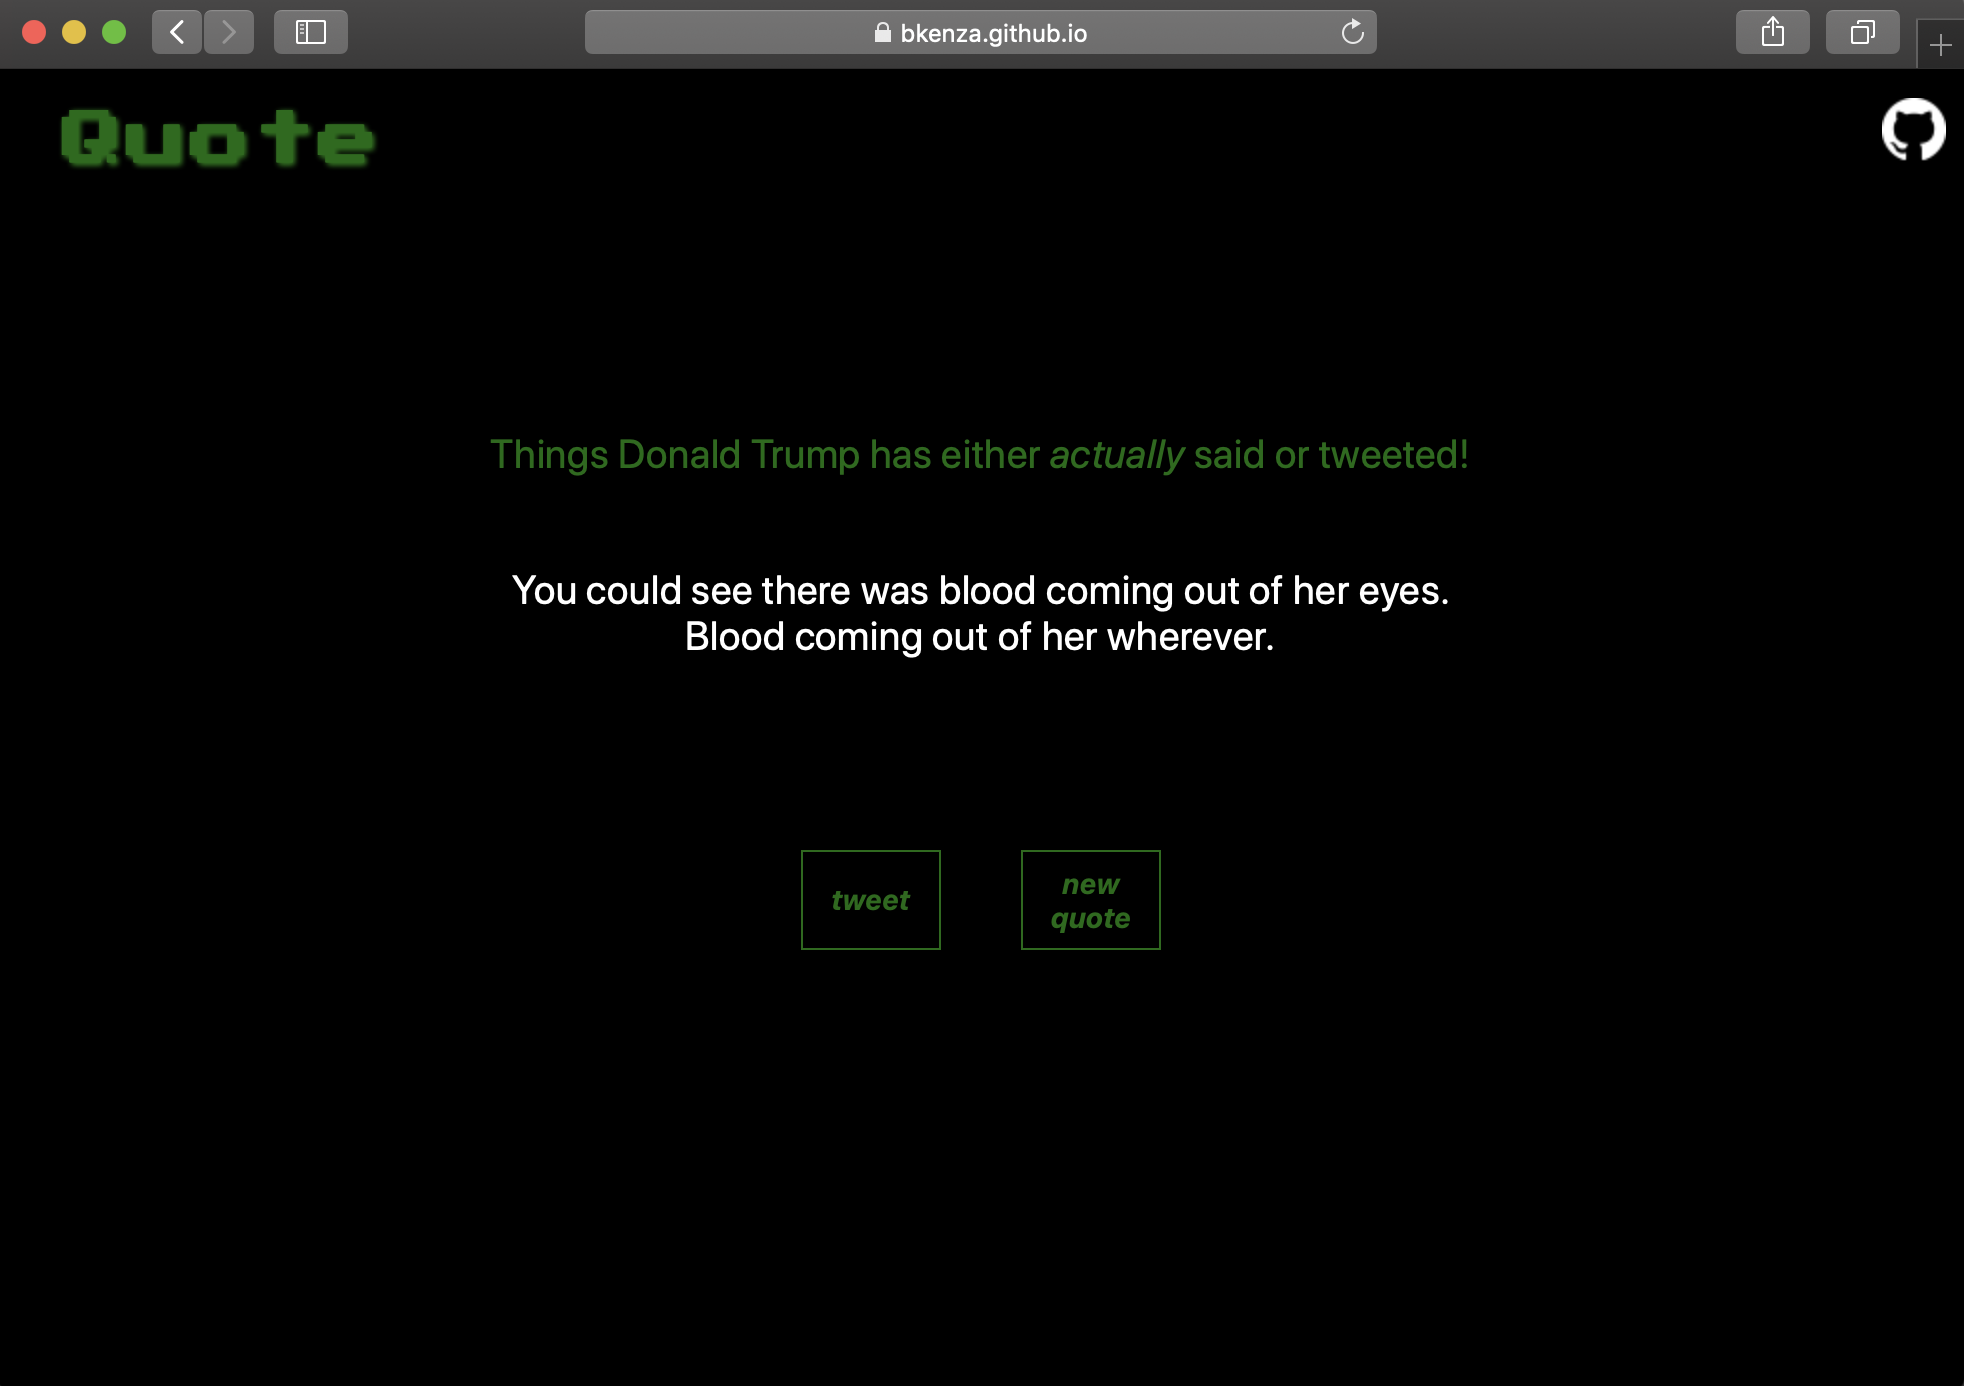 bkenza.github.io
Quote
Things Donald Trump has either actually said or tweeted!
You could see there was blood coming out of her eyes.
Blood coming out of her wherever.
tweet
new
quote